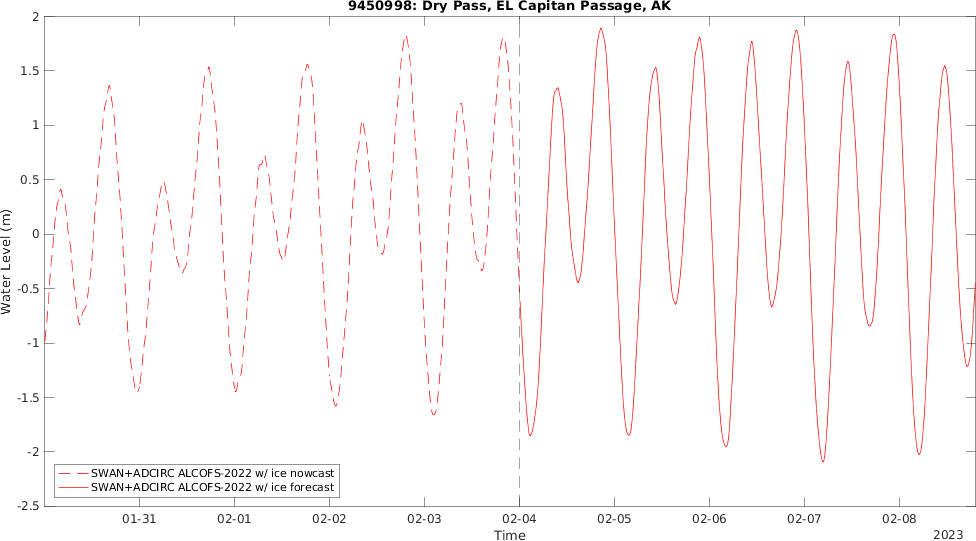 9450998: Dry Pass, EL Capitan Passage, AK
2
1.5
1
0.5
0
-0.5
-1
-1.5
-2
-2.5
Water Level (m)
SWAN+ADCIRC ALCOFS-2022 w/ ice nowcast
SWAN+ADCIRC ALCOFS-2022 w/ ice forecast
01-31 02-01 02-02 02-03 02-04 02-05 02-06 02-07 02-08
Time
2023